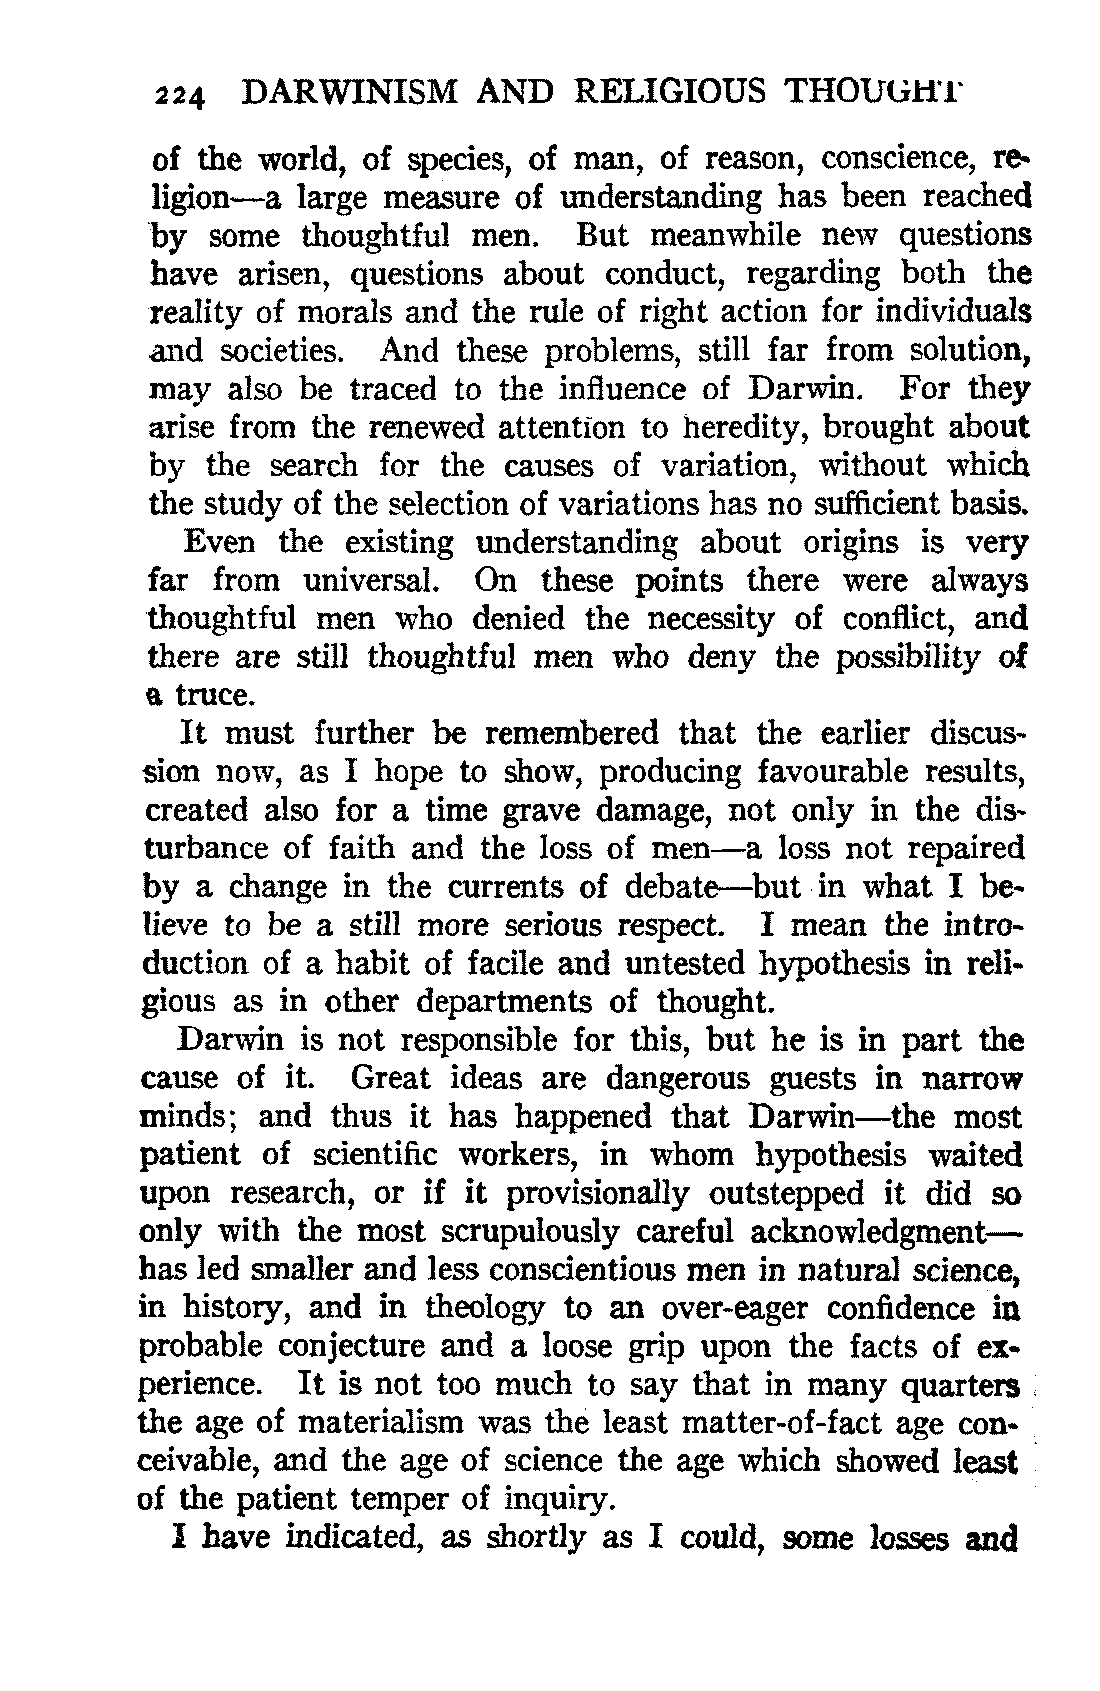 224 DARWINISM AND RELIGIOUS THOUGHT
of the world, of species, of man, of reason, conscience, re-
ligion—a large measure of understanding has been reached
by some thoughtful men. But meanwhile new questions
have arisen, questions about conduct, regarding both the
reality of morals and the rule of right action for individuals
and societies. And these problems, still far from solution,
may also be traced to the influence of Darwin. For they
arise from the renewed attention to heredity, brought about
by the search for the causes of variation, without which
the study of the selection of variations has no sufficient basis.
Even the existing understanding about origins is very
far from universal. On these points there were always
thoughtful men who denied the necessity of conflict, and
there are still thoughtful men who deny the possibility of
a truce.
It must further be remembered that the earlier discus-
sion now, as I hope to show, producing favourable results,
created also for a time grave damage, not only in the dis-
turbance of faith and the loss of men—a loss not repaired
by a change in the currents of debate—but in what I be-
lieve to be a still more serious respect. I mean the intro-
duction of a habit of facile and untested hypothesis in reli-
gious as in other departments of thought.
Darwin is not responsible for this, but he is in part the
cause of it. Great ideas are dangerous guests in narrow
minds; and thus it has happened that Darwin—the most
patient of scientific workers, in whom hypothesis waited
upon research, or if it provisionally outstepped it did so
only with the most scrupulously careful acknowledgment—
has led smaller and less conscientious men in natural science,
in history, and in theology to an over-eager confidence in
probable conjecture and a loose grip upon the facts of ex-
perience. It is not too much to say that in many quarters
the age of materialism was the least matter-of-fact age con-
ceivable, and the age of science the age which showed least
of the patient temper of inquiry.
I have indicated, as shortly as I could, some losses and